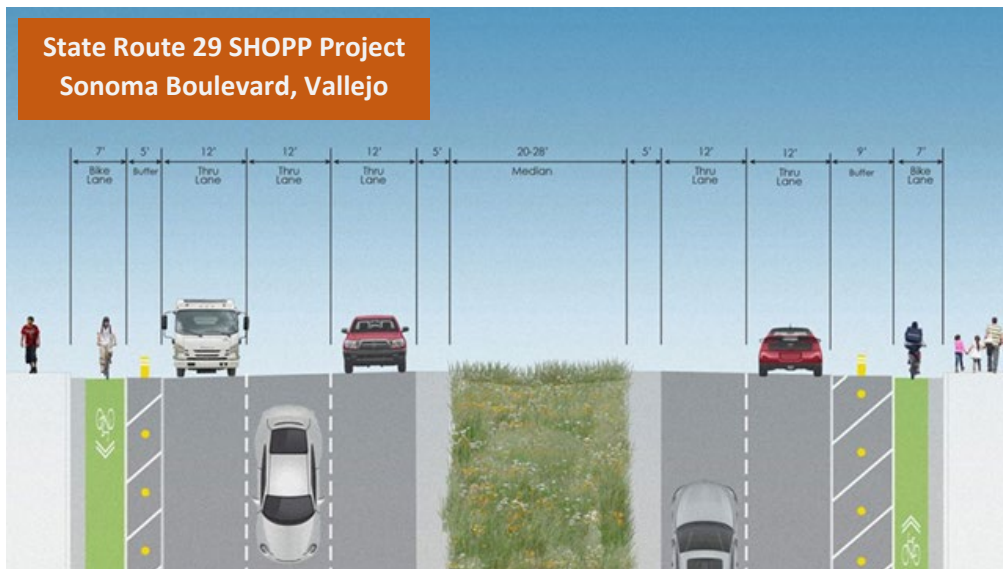 State Route 29 SHOPP Project
Sonoma Boulevard, Vallejo
7' 5' 12' 12' 12' 5' 20-28' 5' 12' 12' 9' 7'
Bike Lane Buffer Thru Lane Thru Lane Thru Lane Median Thru Lane Thru Lane Buffer Bike Lane